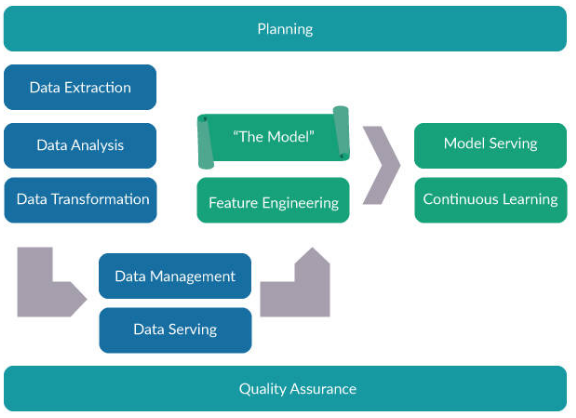 Planning
Data Extraction
Data Analysis
Data Transformation
“The Model”
Feature Engineering
Model Serving
Continuous Learning
Data Management
Data Serving
Quality Assurance